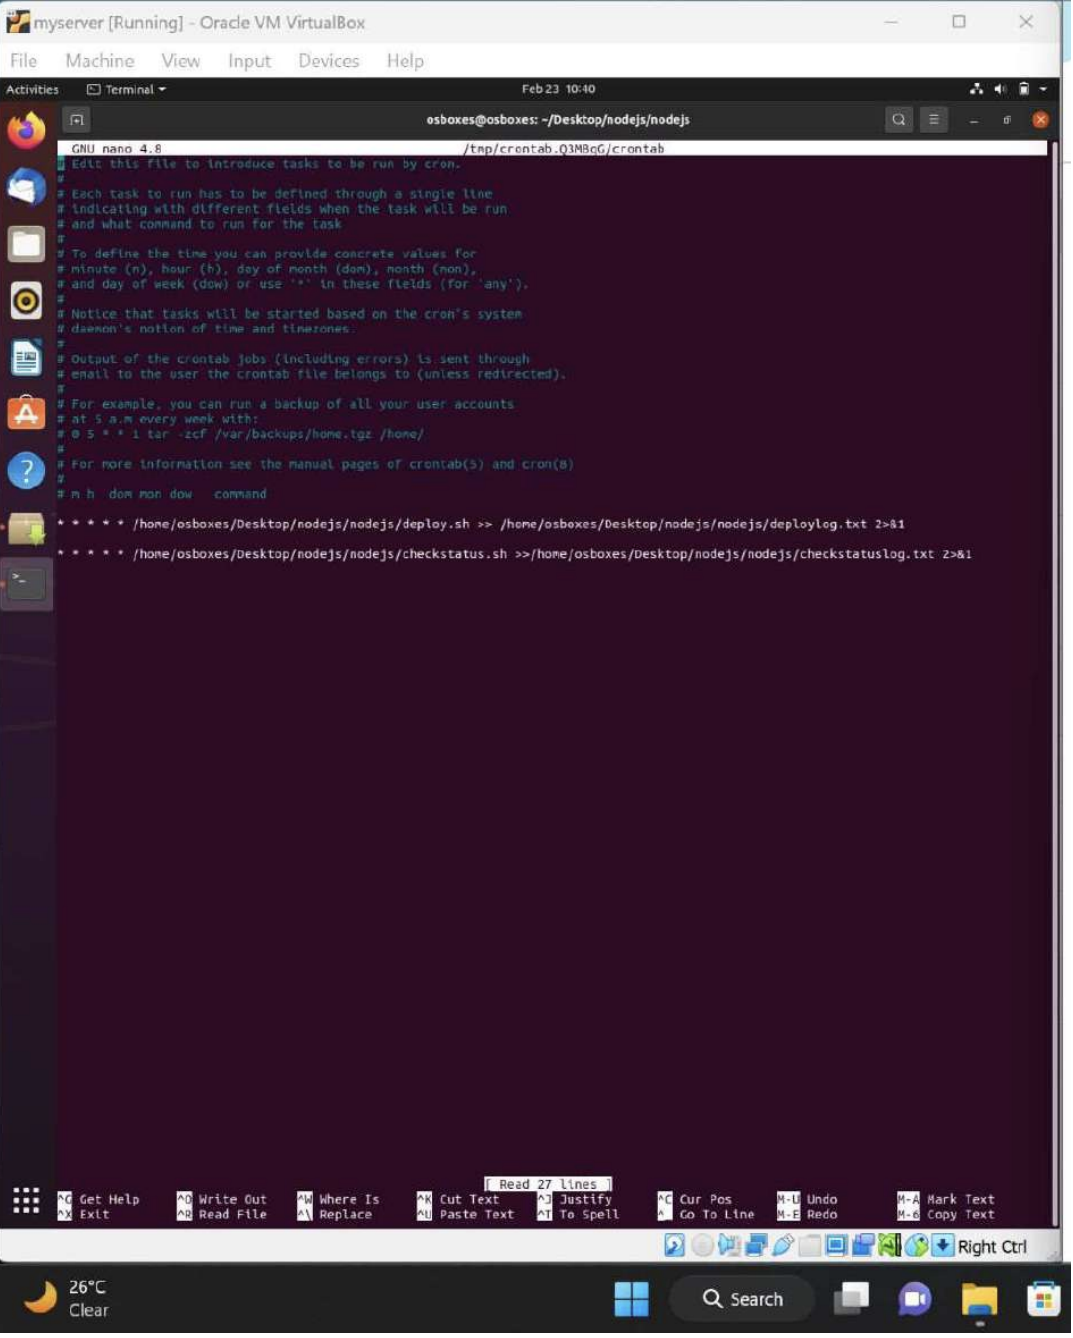 myserver [Running] - Oracle VM VirtualBox
File Machine View Input Devices Help
Activities Terminal Feb 23 10:40
osboxes@osboxes: ~/Desktop/nodejs/nodejs
GNU nano 4.8 /tmp/crontab.Q3MBqG/crontab
# Edit this file to introduce tasks to be run by cron.
#
# Each task to run has to be defined through a single line
# indicating with different fields when the task will be run
# and what command to run for the task
#
# To define the time you can provide concrete values for
# minute (m), hour (h), day of month (dom), month (mon),
# and day of week (dow) or use '*' in these fields (for 'any').
#
# Notice that tasks will be started based on the cron's system
# daemon's notion of time and timezones.
#
# Output of the crontab jobs (including errors) is sent through
# email to the user the crontab file belongs to (unless redirected).
#
# For example, you can run a backup of all your user accounts
# at 5 a.m every week with:
# 0 5 * * 1 tar -zcf /var/backups/home.tgz /home/
#
# For more information see the manual pages of crontab(5) and cron(8)
#
# m h  dom mon dow   command
* * * * * /home/osboxes/Desktop/nodejs/nodejs/deploy.sh >> /home/osboxes/Desktop/nodejs/nodejs/deploylog.txt 2>&1
* * * * * /home/osboxes/Desktop/nodejs/nodejs/checkstatus.sh >>/home/osboxes/Desktop/nodejs/nodejs/checkstatuslog.txt 2>&1
[ Read 27 lines ]
^G Get Help ^O Write Out ^W Where Is ^K Cut Text ^J Justify ^C Cur Pos M-U Undo M-A Mark Text
^X Exit ^R Read File ^\ Replace ^U Paste Text ^T To Spell ^_ Go To Line M-E Redo M-6 Copy Text
Right Ctrl
26°C
Clear
Search